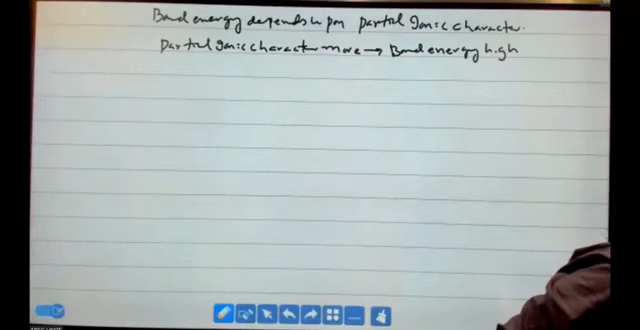 Bond energy depends upon partial Ionic character.
Partial Ionic character more → Bond energy high